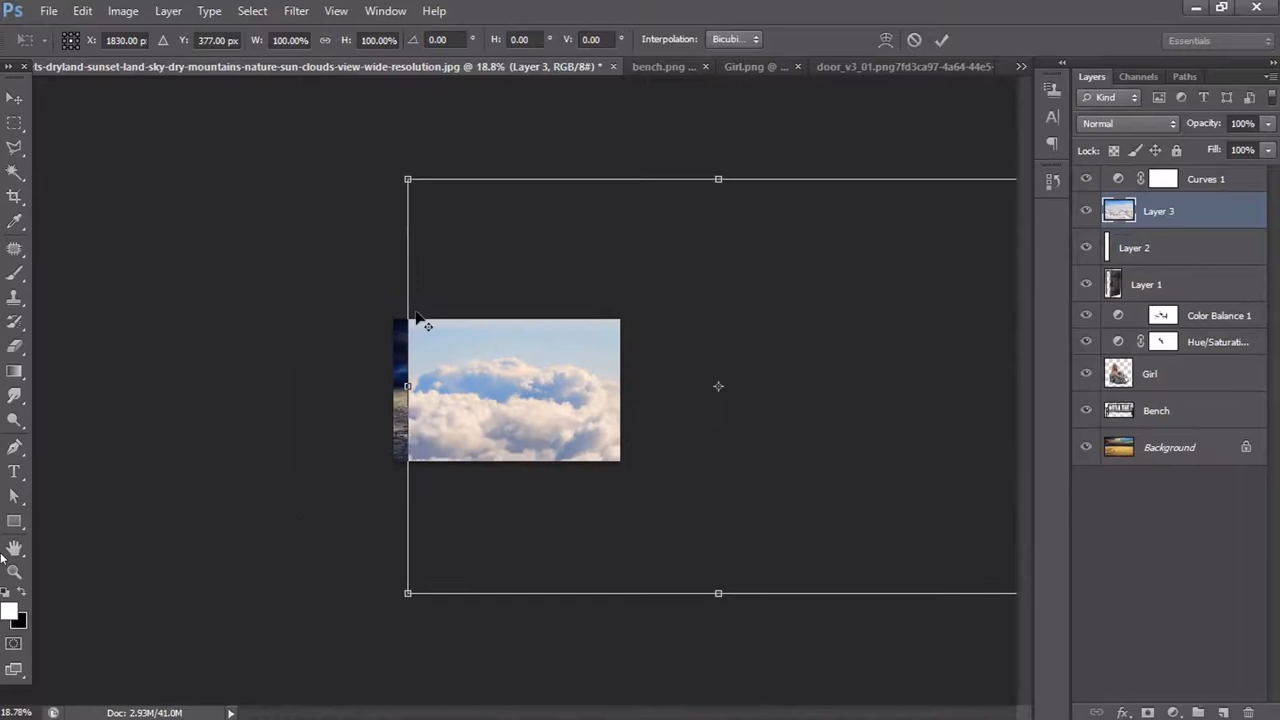 Ps File Edit Image Layer Type Select Filter View Window Help
X: 1830.00 px Y: 377.00 px W: 100.00% H: 100.00% 0.00 ° H: 0.00 ° V: 0.00 ° Interpolation: Bicubi... Essentials
ts-dryland-sunset-land-sky-dry-mountains-nature-sun-clouds-view-wide-resolution.jpg @ 18.8% (Layer 3, RGB/8#) * × bench.png ... × Girl.png @ ... × door_v3_01.png7fd3ca97-4a64-44e5- »
Layers Channels Paths
Kind
Normal Opacity: 100%
Lock: Fill: 100%
Curves 1
Layer 3
Layer 2
Layer 1
Color Balance 1
Hue/Saturati...
Girl
Bench
Background
18.78% Doc: 2.93M/41.0M